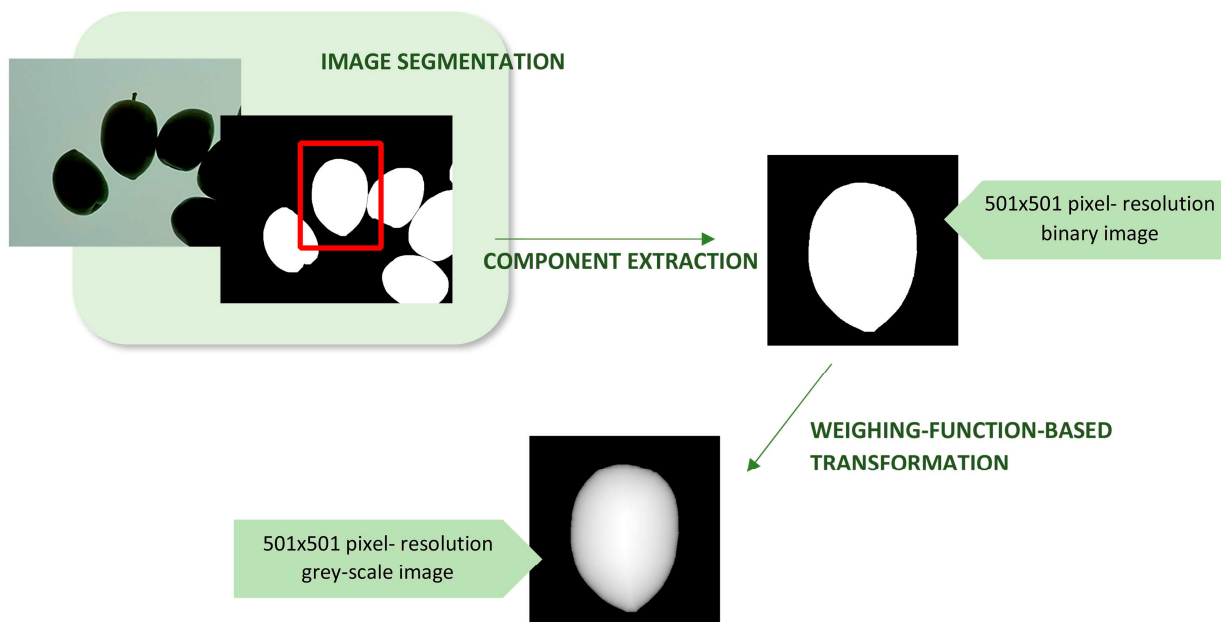 IMAGE SEGMENTATION
501x501 pixel- resolution
binary image
COMPONENT EXTRACTION
WEIGHING-FUNCTION-BASED
TRANSFORMATION
501x501 pixel- resolution
grey-scale image